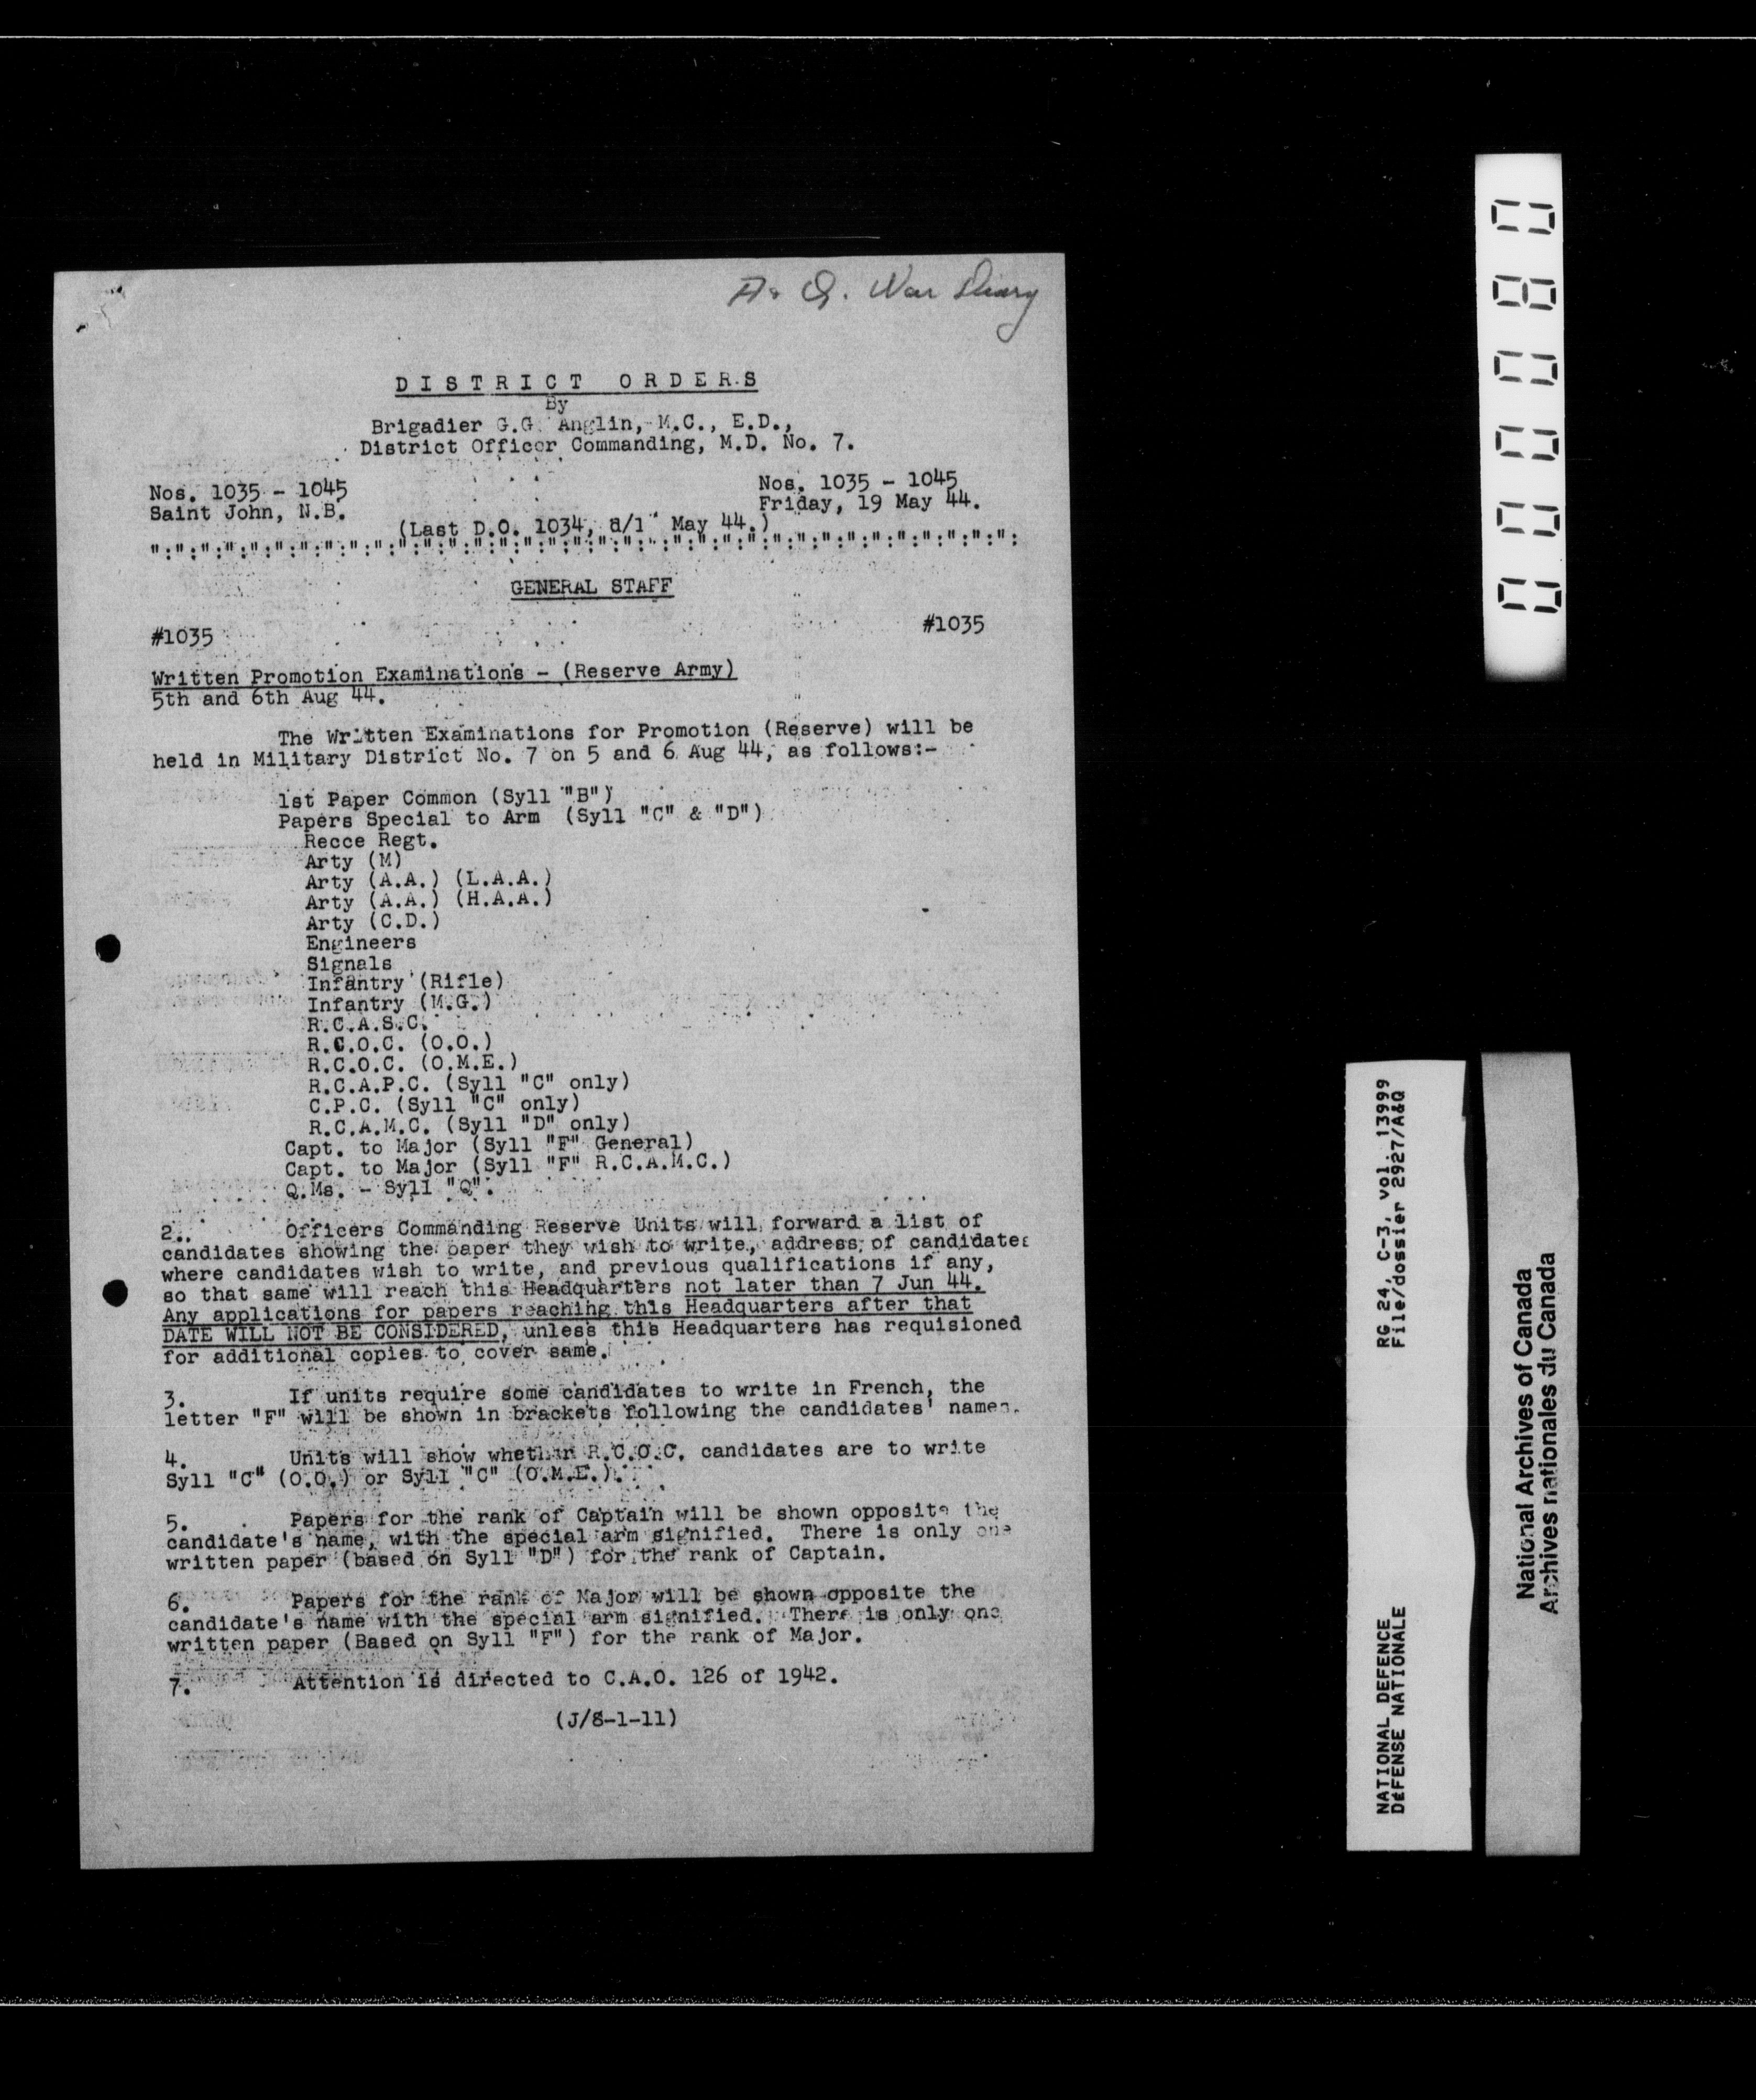 Q. War Diary
DISTRICT ORDERS
By
Brigadier G.G. Anglin, M.C., E.D.,
District Officer Commanding, M.D. No. 7.
Nos. 1035 - 1045
Nos. 1035 - 1045
Saint John, N.B.
Friday, 19 May 44.
(Last D.O. 1034, d/1 May 44.)
":":":":":":":":":":":":":":":":":":":":":":":":":":":":":":":":":":":
GENERAL STAFF
#1035
#1035
Written Promotion Examinations - (Reserve Army)
5th and 6th Aug 44.
The Written Examinations for Promotion (Reserve) will be
held in Military District No. 7 on 5 and 6 Aug 44, as follows:-
1st Paper Common (Syll "B")
Papers Special to Arm (Syll "C" & "D")
Recce Regt.
Arty (M)
Arty (A.A.) (L.A.A.)
Arty (A.A.) (H.A.A.)
Arty (C.D.)
Engineers
Signals
Infantry (Rifle)
Infantry (M.G.)
R.C.A.S.C.
R.C.O.C. (O.O.)
R.C.O.C. (O.M.E.)
R.C.A.P.C. (Syll "C" only)
C.P.C. (Syll "C" only)
R.C.A.M.C. (Syll "D" only)
Capt. to Major (Syll "F" General)
Capt. to Major (Syll "F" R.C.A.M.C.)
Q.Ms. - Syll "Q".
2. Officers Commanding Reserve Units will forward a list of
candidates showing the paper they wish to write, address of candidates
where candidates wish to write, and previous qualifications if any,
so that same will reach this Headquarters not later than 7 Jun 44.
Any applications for papers reaching this Headquarters after that
DATE WILL NOT BE CONSIDERED, unless this Headquarters has requisioned
for additional copies to cover same.
3. If units require some candidates to write in French, the
letter "F" will be shown in brackets following the candidates' names.
4. Units will show whether R.C.O.C. candidates are to write
Syll "C" (O.O.) or Syll "C" (O.M.E.).
5. Papers for the rank of Captain will be shown opposite the
candidate's name, with the special arm signified. There is only one
written paper (based on Syll "D") for the rank of Captain.
6. Papers for the rank of Major will be shown opposite the
candidate's name with the special arm signified. There is only one
written paper (Based on Syll "F") for the rank of Major.
7. Attention is directed to C.A.O. 126 of 1942.
(J/8-1-11)
000080
NATIONAL DEFENCE RG 24, C-3, vol. 13999
DÉFENSE NATIONALE File/dossier 2927/A&Q
National Archives of Canada
Archives nationales du Canada